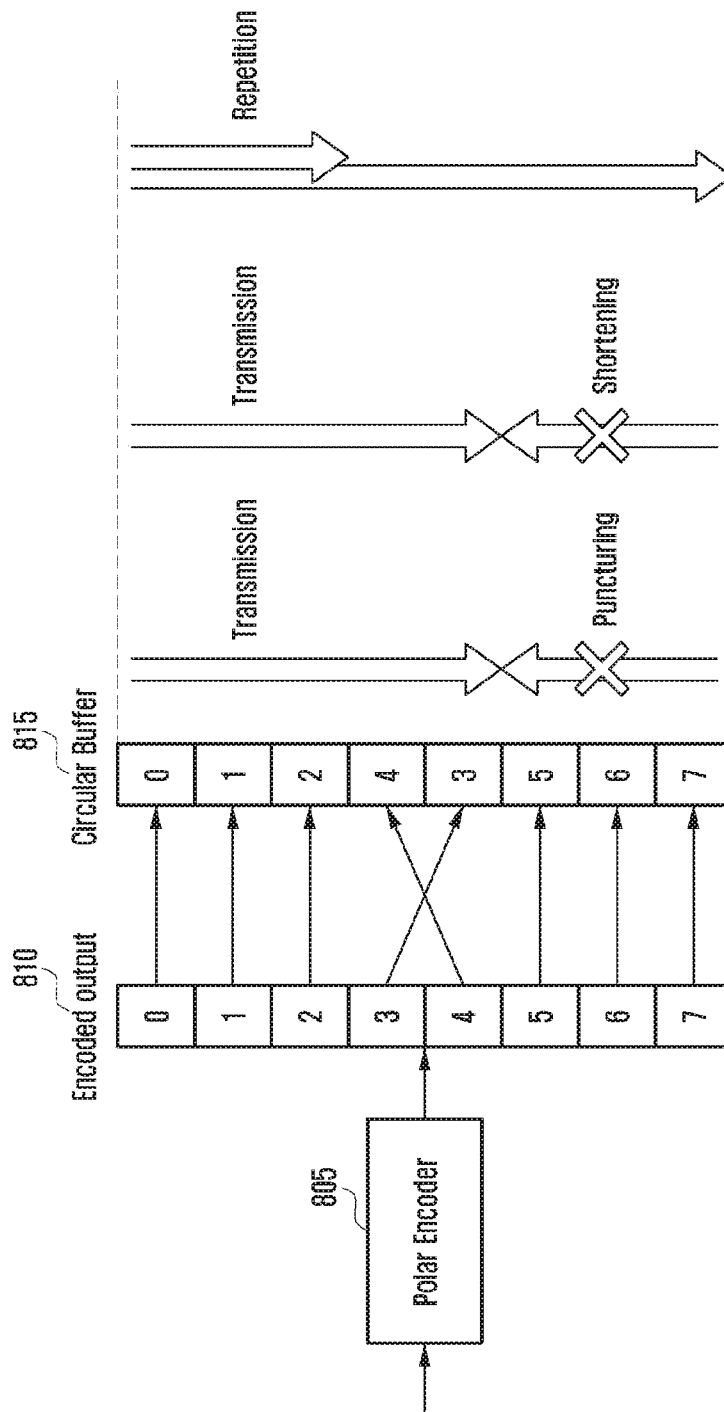 805
Polar Encoder
810
Encoded output
0
1
2
3
4
5
6
7
815
Circular Buffer
0
1
2
4
3
5
6
7
Transmission
Puncturing
Transmission
Shortening
Repetition